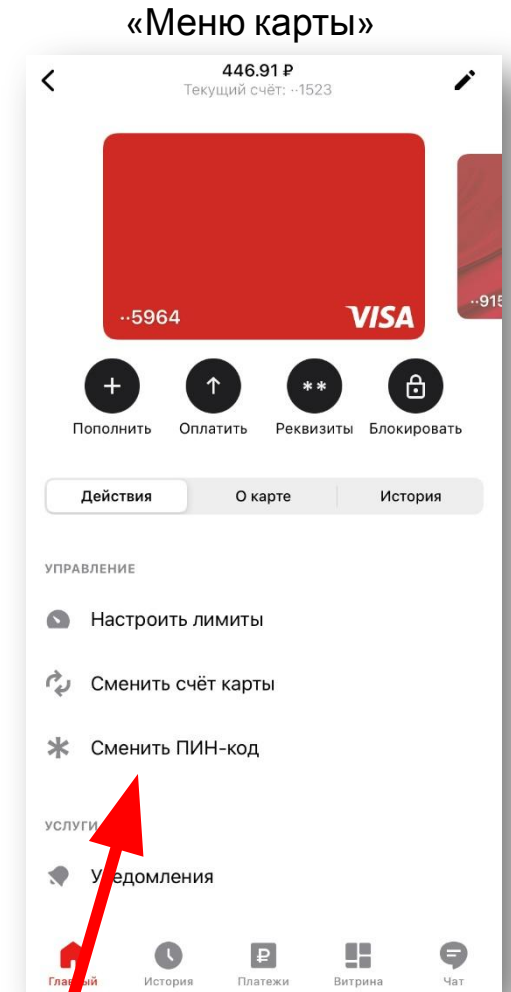 «Меню карты»
446.91 ₽
Текущий счёт: ··1523
··5964 VISA ··915
Пополнить Оплатить Реквизиты Блокировать
Действия О карте История
УПРАВЛЕНИЕ
Настроить лимиты
Сменить счёт карты
Сменить ПИН-код
УСЛУГИ
Уведомления
Главный История Платежи Витрина Чат